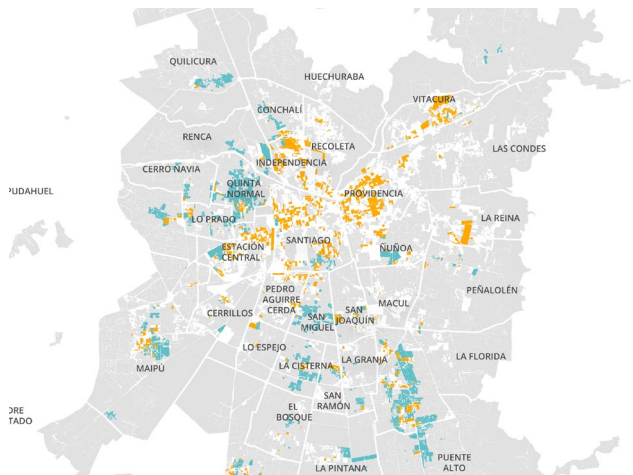 QUILICURA
HUECHURABA
VITACURA
CONCHALÍ
RENCA
RECOLETA
LAS CONDES
INDEPENDENCIA
CERRO NAVIA
QUINTA
NORMAL
PUDAHUEL
PROVIDENCIA
LO PRADO
LA REINA
SANTIAGO
ESTACIÓN
CENTRAL
ÑUÑOA
PEDRO
AGUIRRE
CERDA
PEÑALOLÉN
MACUL
CERRILLOS
SAN
MIGUEL
SAN
JOAQUÍN
LO ESPEJO
LA GRANJA
LA FLORIDA
MAIPÚ
LA CISTERNA
SAN
RAMÓN
EL
BOSQUE
DRE
TADO
PUENTE
ALTO
LA PINTANA